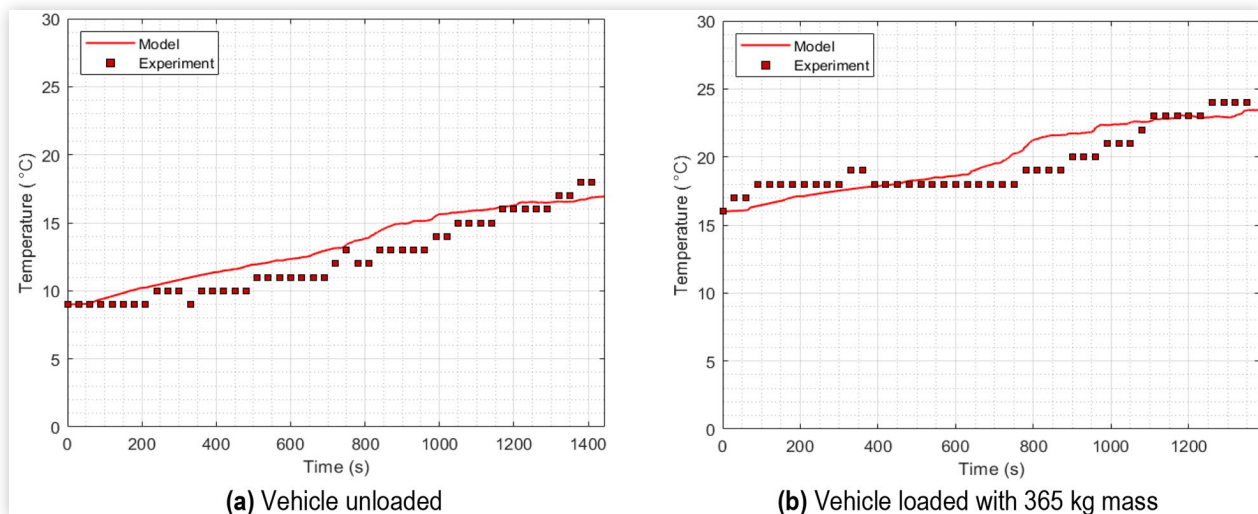 30
25
20
15
10
5
0
Temperature ( °C)
Model
Experiment
0 200 400 600 800 1000 1200 1400
Time (s)
(a) Vehicle unloaded
30
25
20
15
10
5
0
Temperature ( °C)
Model
Experiment
0 200 400 600 800 1000 1200
Time (s)
(b) Vehicle loaded with 365 kg mass